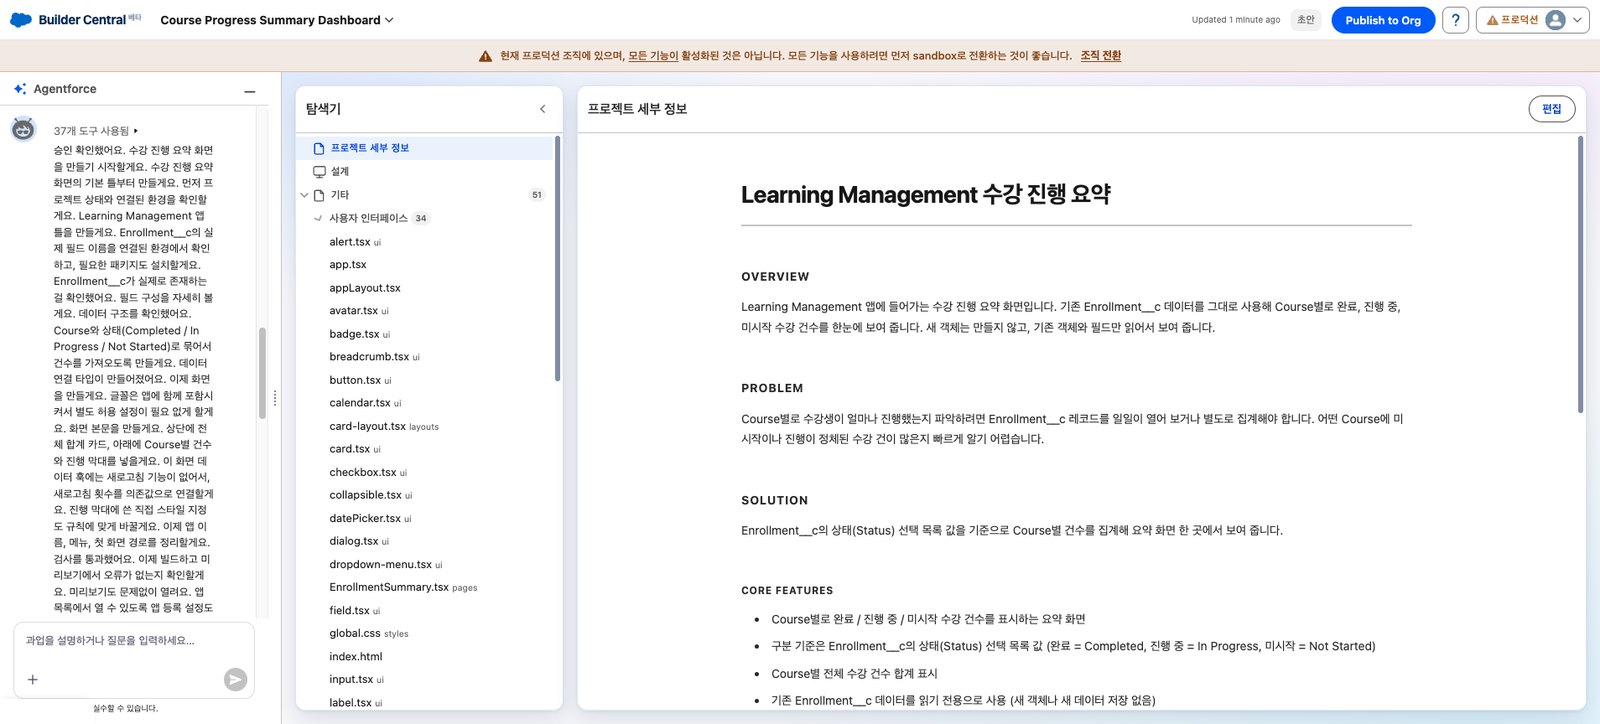 Builder Central 베타
Course Progress Summary Dashboard
Updated 1 minute ago
초안
Publish to Org
?
프로덕션
현재 프로덕션 조직에 있으며, 모든 기능이 활성화된 것은 아닙니다. 모든 기능을 사용하려면 먼저 sandbox로 전환하는 것이 좋습니다. 조직 전환
Agentforce
37개 도구 사용됨
승인 확인했어요. 수강 진행 요약 화면
을 만들기 시작할게요. 수강 진행 요약
화면의 기본 틀부터 만들게요. 먼저 프
로젝트 상태와 연결된 환경을 확인할
게요. Learning Management 앱
틀을 만들게요. Enrollment__c의 실
제 필드 이름을 연결된 환경에서 확인
하고, 필요한 패키지도 설치할게요.
Enrollment__c가 실제로 존재하는
걸 확인했어요. 필드 구성을 자세히 볼
게요. 데이터 구조를 확인했어요.
Course와 상태(Completed / In
Progress / Not Started)로 묶어서
건수를 가져오도록 만들게요. 데이터
연결 타입이 만들어졌어요. 이제 화면
을 만들게요. 글꼴은 앱에 함께 포함시
켜서 별도 허용 설정이 필요 없게 할게
요. 화면 본문을 만들게요. 상단에 전
체 합계 카드, 아래에 Course별 건수
와 진행 막대를 넣을게요. 이 화면 데
이터 훅에는 새로고침 기능이 없어서,
새로고침 횟수를 의존값으로 연결할게
요. 진행 막대에 쓴 직접 스타일 지정
도 규칙에 맞게 바꿀게요. 이제 앱 이
름, 메뉴, 첫 화면 경로를 정리할게요.
검사를 통과했어요. 이제 빌드하고 미
리보기에서 오류가 없는지 확인할게
요. 미리보기도 문제없이 열려요. 앱
목록에서 열 수 있도록 앱 등록 설정도
과업을 설명하거나 질문을 입력하세요...
실수할 수 있습니다.
탐색기
프로젝트 세부 정보
설계
기타 51
사용자 인터페이스 34
alert.tsx ui
app.tsx
appLayout.tsx
avatar.tsx ui
badge.tsx ui
breadcrumb.tsx ui
button.tsx ui
calendar.tsx ui
card-layout.tsx layouts
card.tsx ui
checkbox.tsx ui
collapsible.tsx ui
datePicker.tsx ui
dialog.tsx ui
dropdown-menu.tsx ui
EnrollmentSummary.tsx pages
field.tsx ui
global.css styles
index.html
input.tsx ui
label.tsx ui
프로젝트 세부 정보
편집
Learning Management 수강 진행 요약
OVERVIEW
Learning Management 앱에 들어가는 수강 진행 요약 화면입니다. 기존 Enrollment__c 데이터를 그대로 사용해 Course별로 완료, 진행 중,
미시작 수강 건수를 한눈에 보여 줍니다. 새 객체는 만들지 않고, 기존 객체와 필드만 읽어서 보여 줍니다.
PROBLEM
Course별로 수강생이 얼마나 진행했는지 파악하려면 Enrollment__c 레코드를 일일이 열어 보거나 별도로 집계해야 합니다. 어떤 Course에 미
시작이나 진행이 정체된 수강 건이 많은지 빠르게 알기 어렵습니다.
SOLUTION
Enrollment__c의 상태(Status) 선택 목록 값을 기준으로 Course별 건수를 집계해 요약 화면 한 곳에서 보여 줍니다.
CORE FEATURES
• Course별로 완료 / 진행 중 / 미시작 수강 건수를 표시하는 요약 화면
• 구분 기준은 Enrollment__c의 상태(Status) 선택 목록 값 (완료 = Completed, 진행 중 = In Progress, 미시작 = Not Started)
• Course별 전체 수강 건수 합계 표시
• 기존 Enrollment__c 데이터를 읽기 전용으로 사용 (새 객체나 새 데이터 저장 없음)